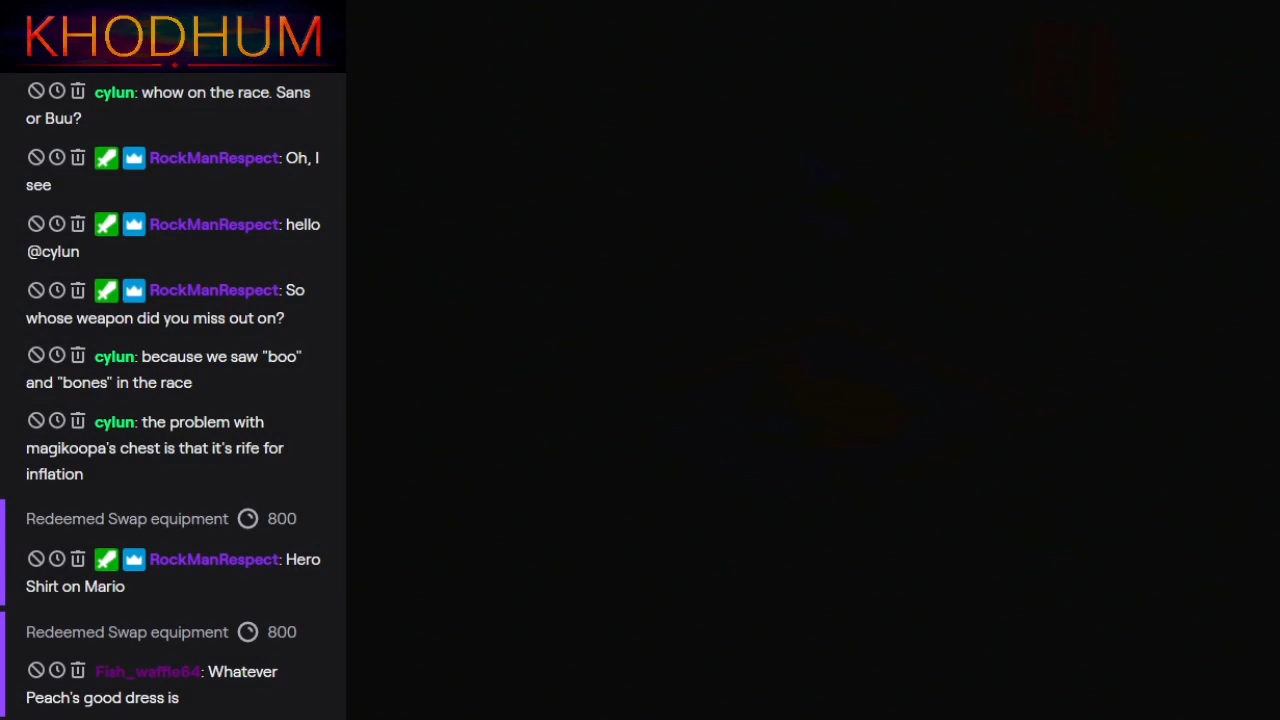 KHODHUM
cylun: whow on the race. Sans
or Buu?
RockManRespect: Oh, I
see
RockManRespect: hello
@cylun
RockManRespect: So
whose weapon did you miss out on?
cylun: because we saw "boo"
and "bones" in the race
cylun: the problem with
magikoopa's chest is that it's rife for
inflation
Redeemed Swap equipment 800
RockManRespect: Hero
Shirt on Mario
Redeemed Swap equipment 800
Fish_waffle64: Whatever
Peach's good dress is